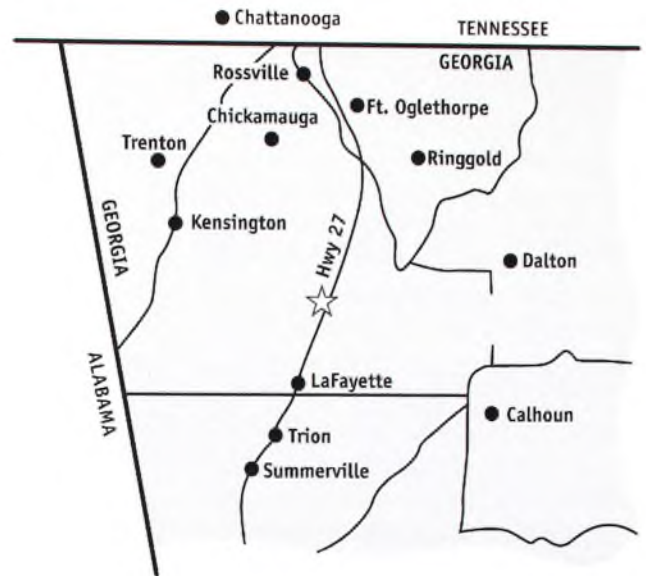 Chattanooga
TENNESSEE
GEORGIA
Rossville
Ft. Oglethorpe
Chickamauga
Trenton
Ringgold
GEORGIA
Kensington
Hwy 27
Dalton
ALABAMA
LaFayette
Calhoun
Trion
Summerville